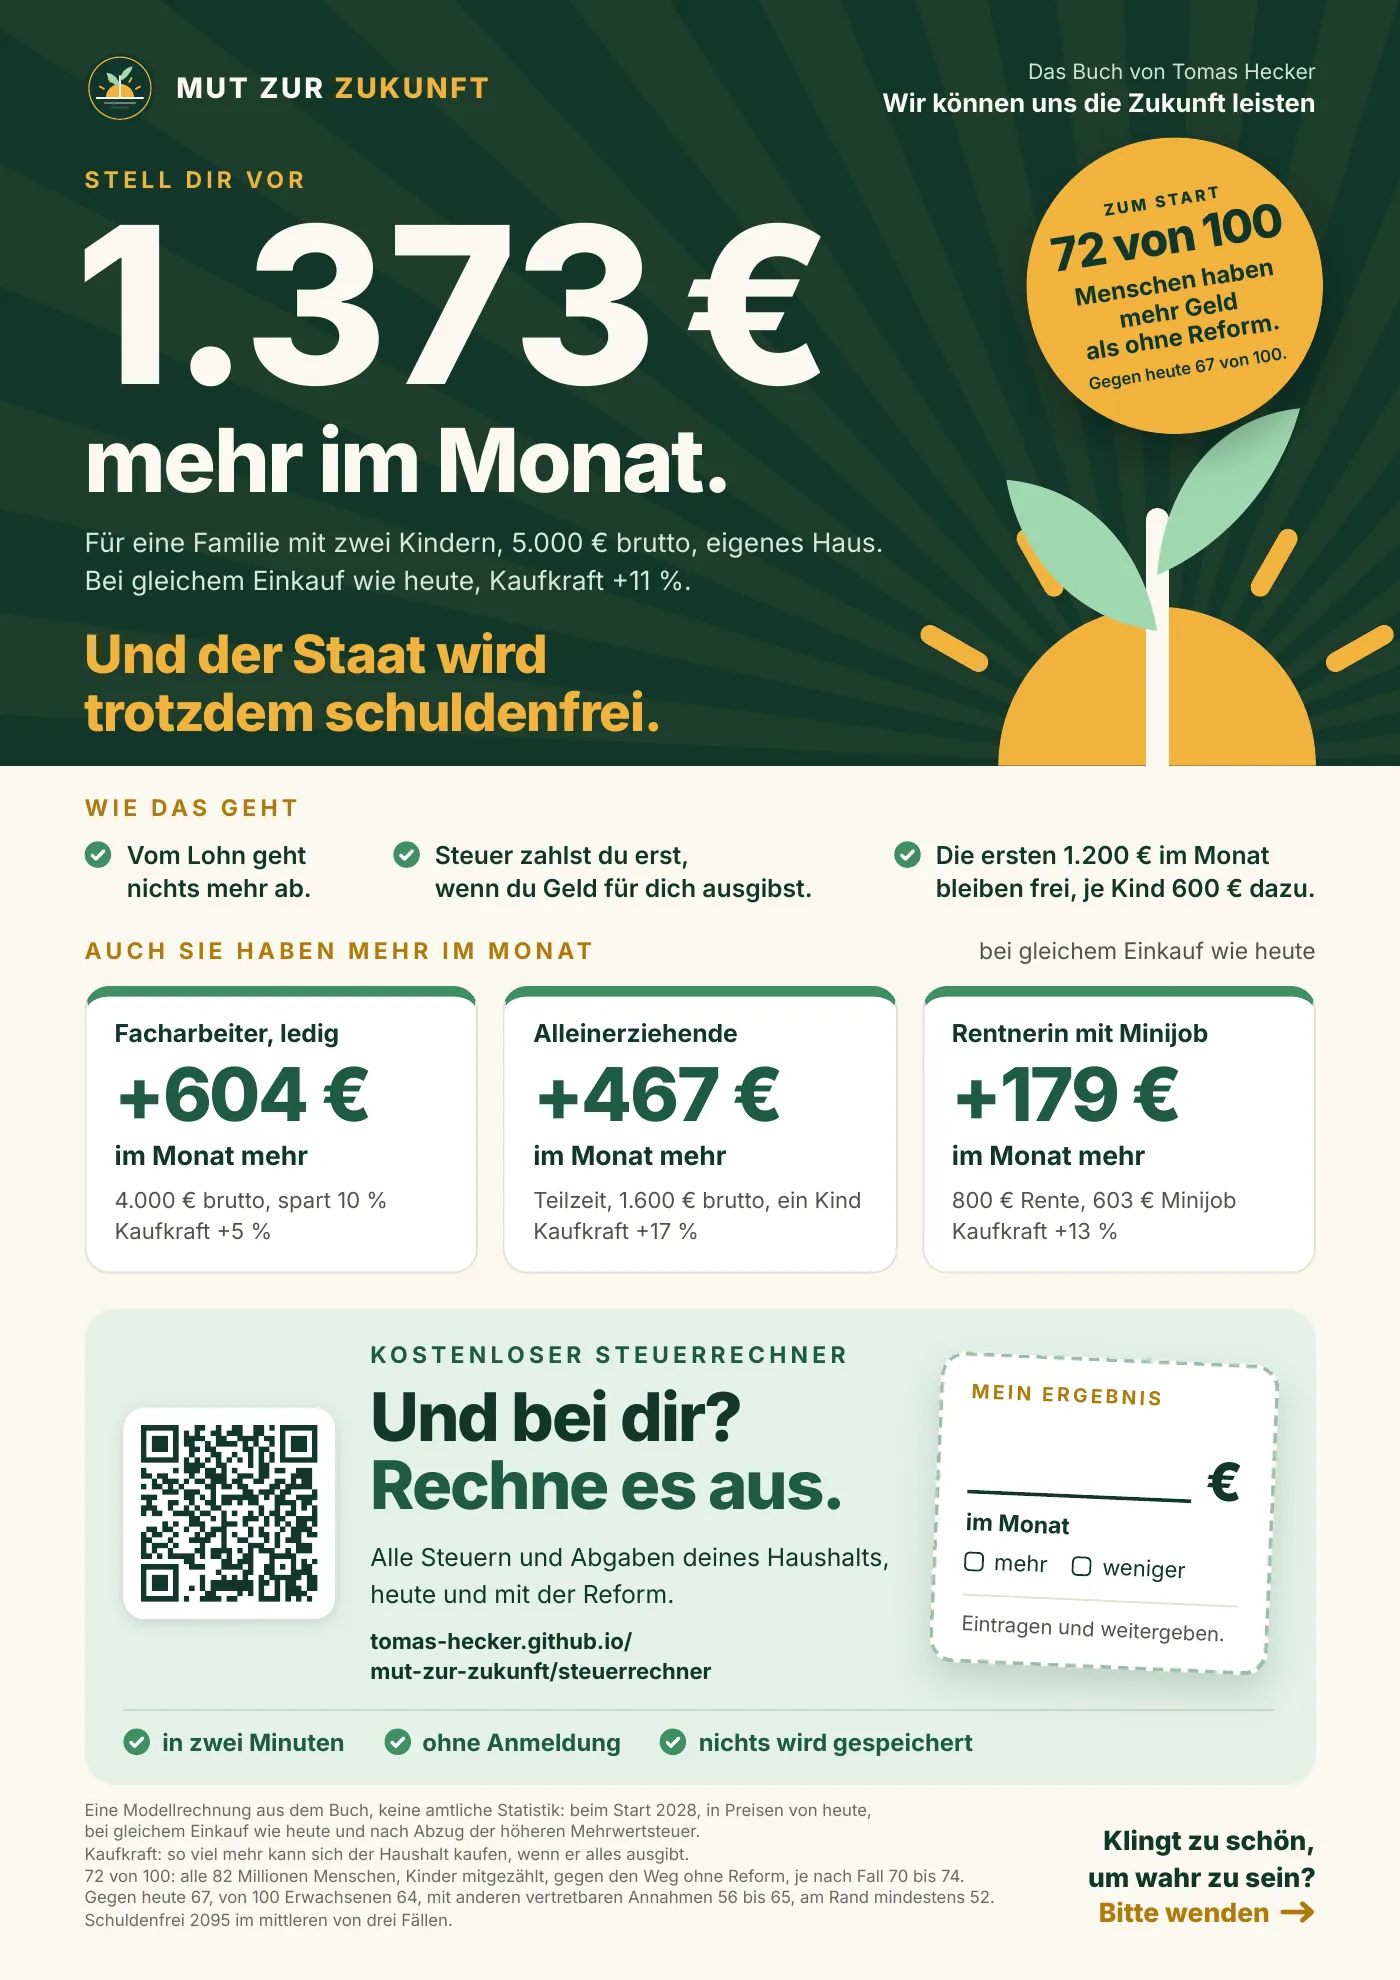 MUT ZUR ZUKUNFT
Das Buch von Tomas Hecker
Wir können uns die Zukunft leisten
STELL DIR VOR
1.373 €
mehr im Monat.
Für eine Familie mit zwei Kindern, 5.000 € brutto, eigenes Haus.
Bei gleichem Einkauf wie heute, Kaufkraft +11 %.
Und der Staat wird
trotzdem schuldenfrei.
ZUM START
72 von 100
Menschen haben
mehr Geld
als ohne Reform.
Gegen heute 67 von 100.
WIE DAS GEHT
Vom Lohn geht
nichts mehr ab.
Steuer zahlst du erst,
wenn du Geld für dich ausgibst.
Die ersten 1.200 € im Monat
bleiben frei, je Kind 600 € dazu.
AUCH SIE HABEN MEHR IM MONAT
bei gleichem Einkauf wie heute
Facharbeiter, ledig
+604 €
im Monat mehr
4.000 € brutto, spart 10 %
Kaufkraft +5 %
Alleinerziehende
+467 €
im Monat mehr
Teilzeit, 1.600 € brutto, ein Kind
Kaufkraft +17 %
Rentnerin mit Minijob
+179 €
im Monat mehr
800 € Rente, 603 € Minijob
Kaufkraft +13 %
KOSTENLOSER STEUERRECHNER
Und bei dir?
Rechne es aus.
Alle Steuern und Abgaben deines Haushalts,
heute und mit der Reform.
tomas-hecker.github.io/
mut-zur-zukunft/steuerrechner
MEIN ERGEBNIS
€
im Monat
mehr weniger
Eintragen und weitergeben.
in zwei Minuten
ohne Anmeldung
nichts wird gespeichert
Eine Modellrechnung aus dem Buch, keine amtliche Statistik: beim Start 2028, in Preisen von heute,
bei gleichem Einkauf wie heute und nach Abzug der höheren Mehrwertsteuer.
Kaufkraft: so viel mehr kann sich der Haushalt kaufen, wenn er alles ausgibt.
72 von 100: alle 82 Millionen Menschen, Kinder mitgezählt, gegen den Weg ohne Reform, je nach Fall 70 bis 74.
Gegen heute 67, von 100 Erwachsenen 64, mit anderen vertretbaren Annahmen 56 bis 65, am Rand mindestens 52.
Schuldenfrei 2095 im mittleren von drei Fällen.
Klingt zu schön,
um wahr zu sein?
Bitte wenden →